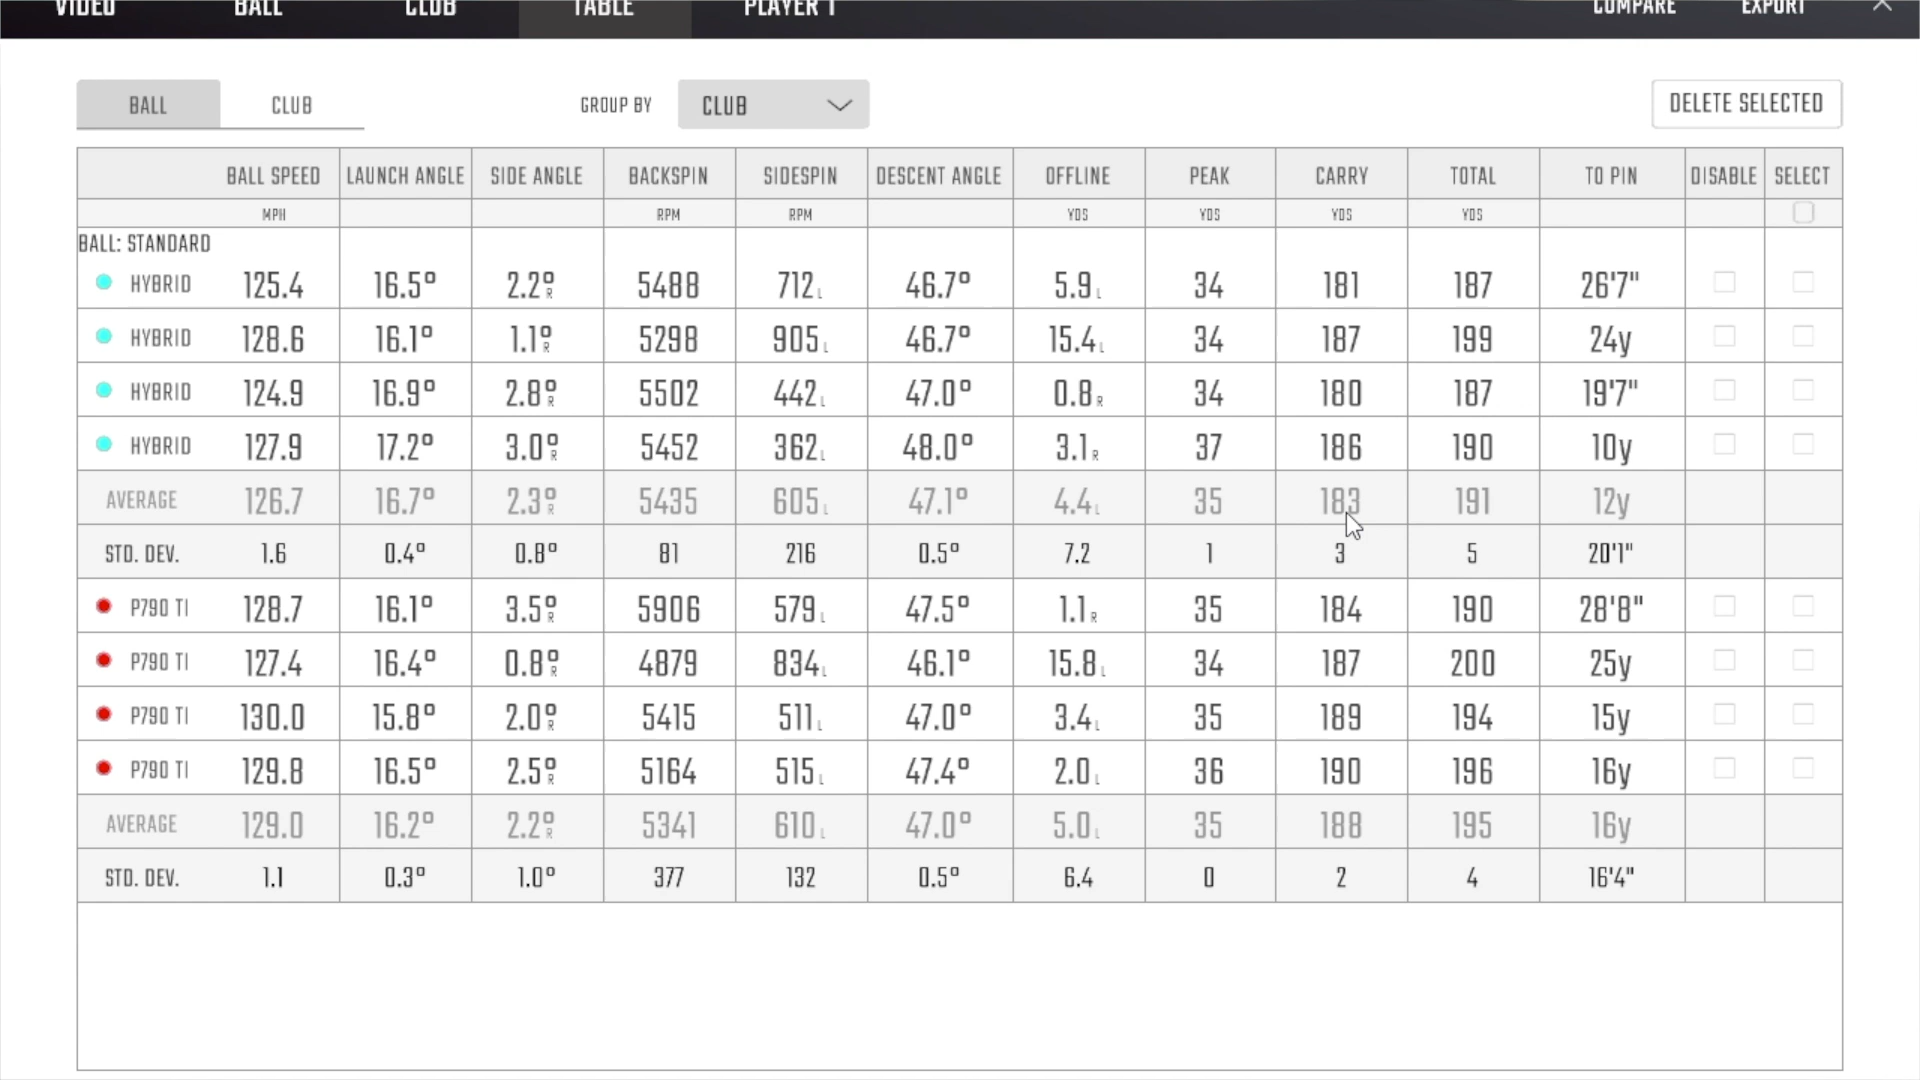 VIDEO BALL CLUB TABLE PLAYER 1 COMPARE EXPORT
BALL CLUB GROUP BY CLUB DELETE SELECTED
BALL SPEED LAUNCH ANGLE SIDE ANGLE BACKSPIN SIDESPIN DESCENT ANGLE OFFLINE PEAK CARRY TOTAL TO PIN DISABLE SELECT
MPH RPM RPM YDS YDS YDS YDS
BALL: STANDARD
HYBRID 125.4 16.5° 2.2° R 5488 712 L 46.7° 5.9 L 34 181 187 26'7"
HYBRID 128.6 16.1° 1.1° R 5298 905 L 46.7° 15.4 L 34 187 199 24y
HYBRID 124.9 16.9° 2.8° R 5502 442 L 47.0° 0.8 R 34 180 187 19'7"
HYBRID 127.9 17.2° 3.0° R 5452 362 L 48.0° 3.1 R 37 186 190 10y
AVERAGE 126.7 16.7° 2.3° R 5435 605 L 47.1° 4.4 L 35 183 191 12y
STD. DEV. 1.6 0.4° 0.8° 81 216 0.5° 7.2 1 3 5 20'1"
P790 TI 128.7 16.1° 3.5° R 5906 579 L 47.5° 1.1 R 35 184 190 28'8"
P790 TI 127.4 16.4° 0.8° R 4879 834 L 46.1° 15.8 L 34 187 200 25y
P790 TI 130.0 15.8° 2.0° R 5415 511 L 47.0° 3.4 L 35 189 194 15y
P790 TI 129.8 16.5° 2.5° R 5164 515 L 47.4° 2.0 L 36 190 196 16y
AVERAGE 129.0 16.2° 2.2° R 5341 610 L 47.0° 5.0 L 35 188 195 16y
STD. DEV. 1.1 0.3° 1.0° 377 132 0.5° 6.4 0 2 4 16'4"